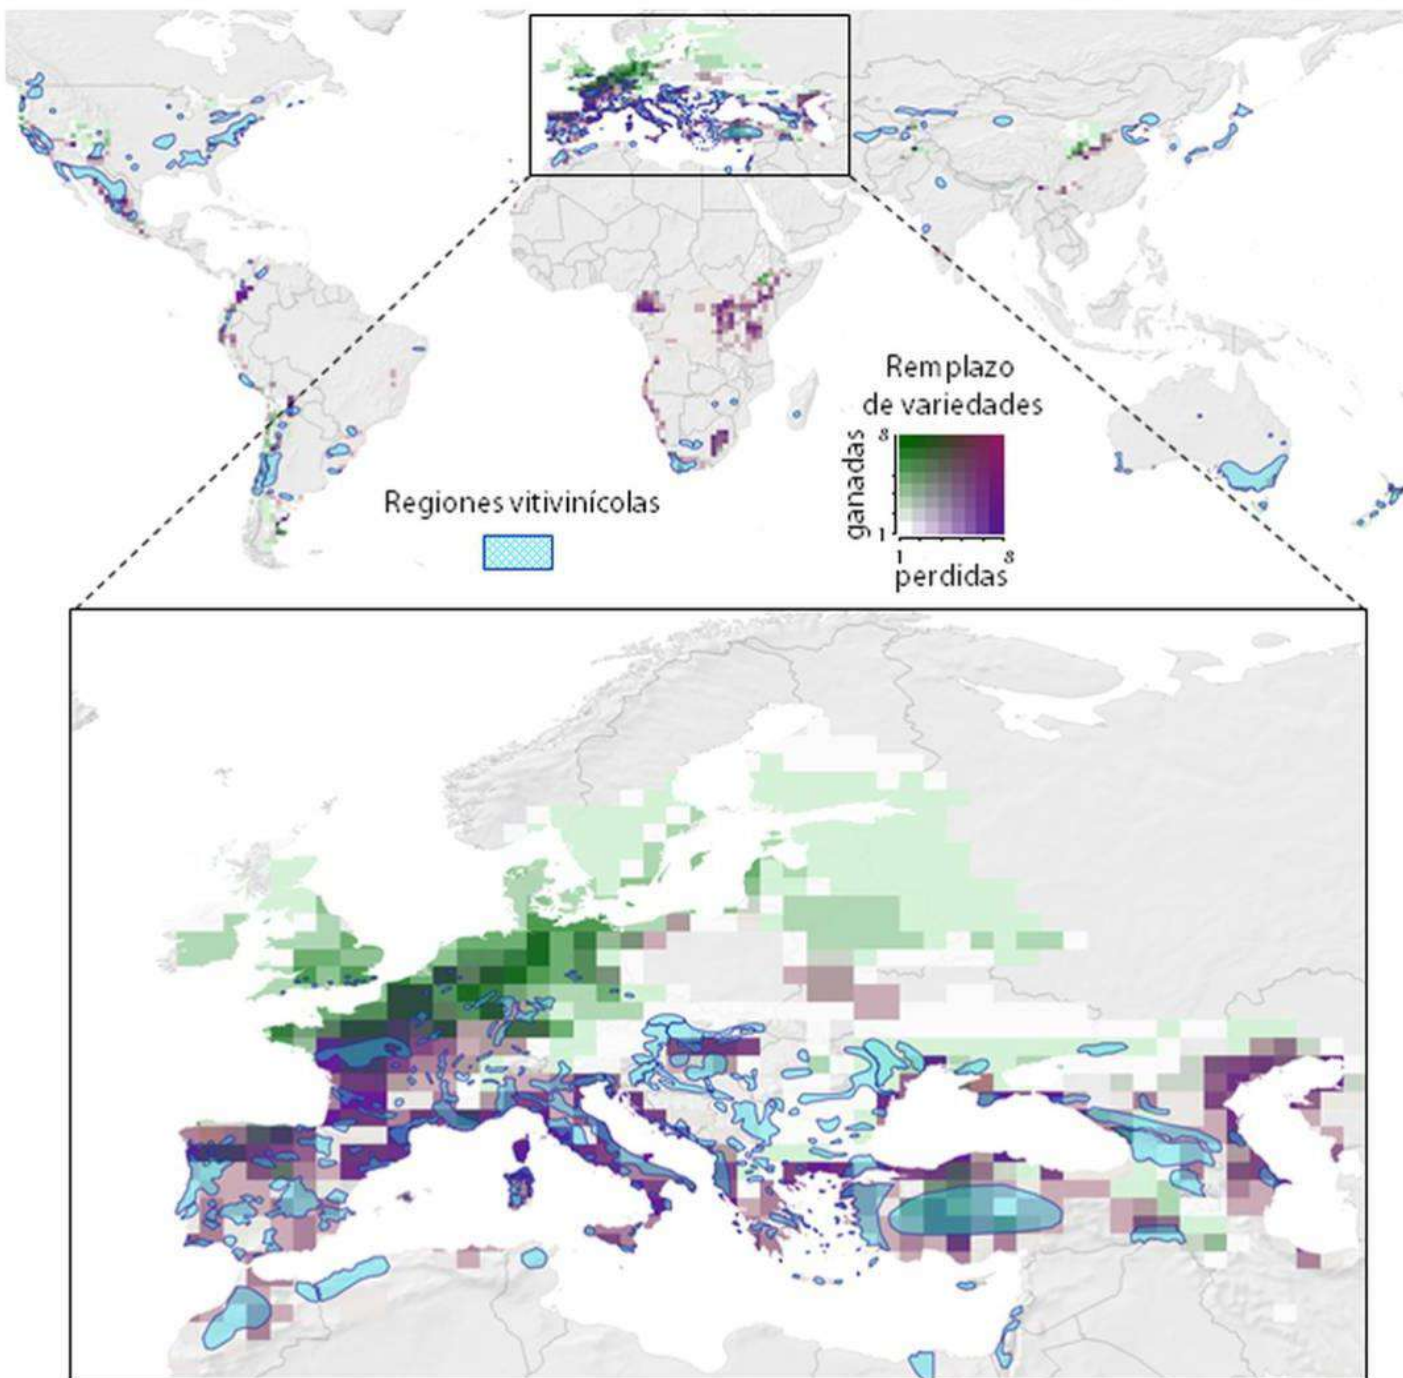 Remplazo
de variedades
ganadas
8
1
1
8
perdidas
Regiones vitivinícolas